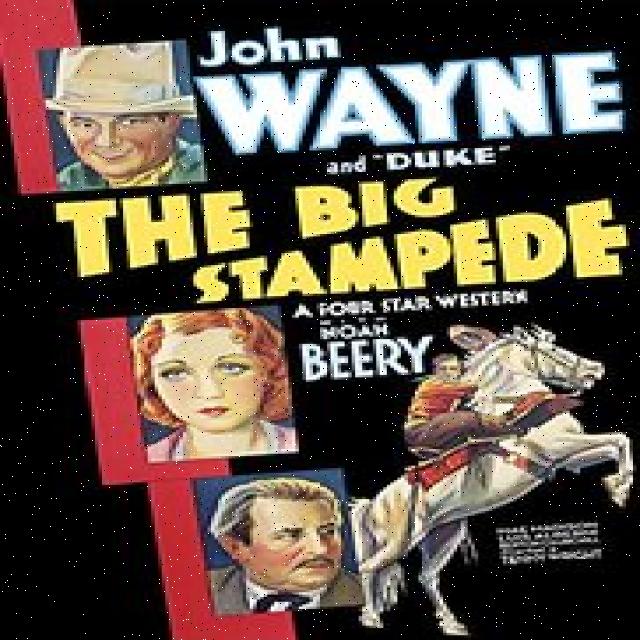 John
WAYNE
and "DUKE"
THE BIG
STAMPEDE
A FOUR STAR WESTERN
NOAH
BEERY